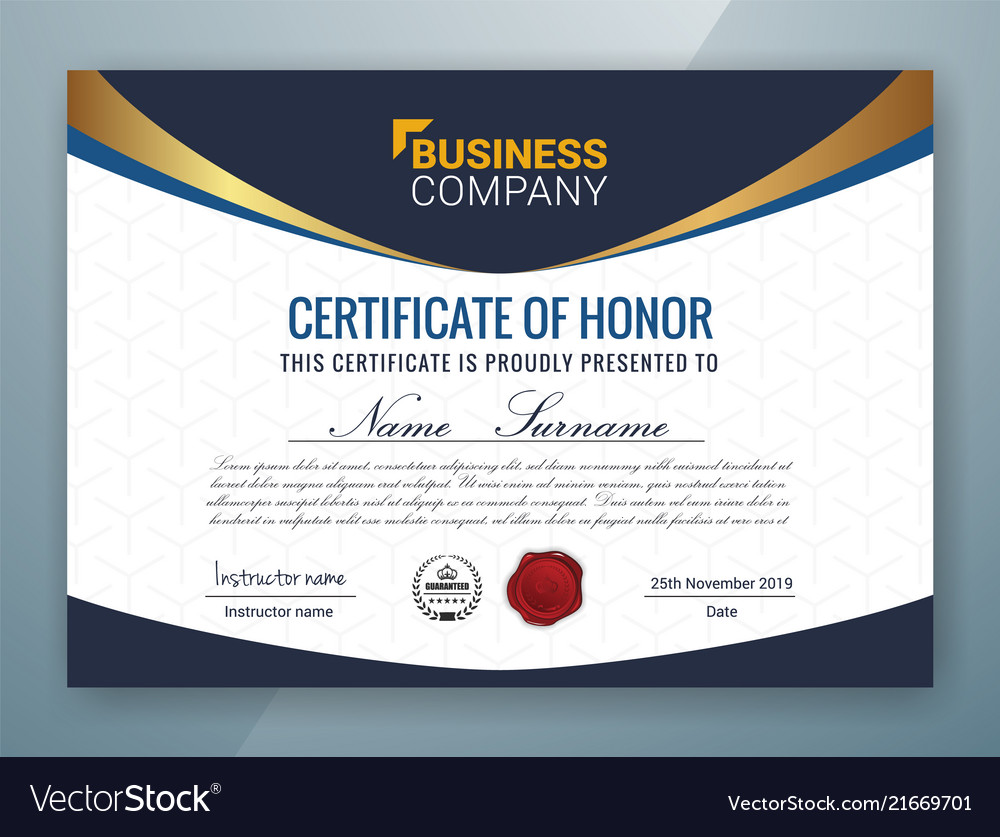 BUSINESS
COMPANY
CERTIFICATE OF HONOR
THIS CERTIFICATE IS PROUDLY PRESENTED TO
Name Surname
Lorem ipsum dolor sit amet, consectetuer adipiscing elit, sed diam nonummy nibh euismod tincidunt ut
laoreet dolore magna aliquam erat volutpat. Ut wisi enim ad minim veniam, quis nostrud exerci tation
ullamcorper suscipit lobortis nisl ut aliquip ex ea commodo consequat. Duis autem vel eum iriure dolor in
hendrerit in vulputate velit esse molestie consequat, vel illum dolore eu feugiat nulla facilisis at vero eros et
Instructor name
Instructor name
GUARANTEED
25th November 2019
Date
VectorStock®
VectorStock.com/21669701